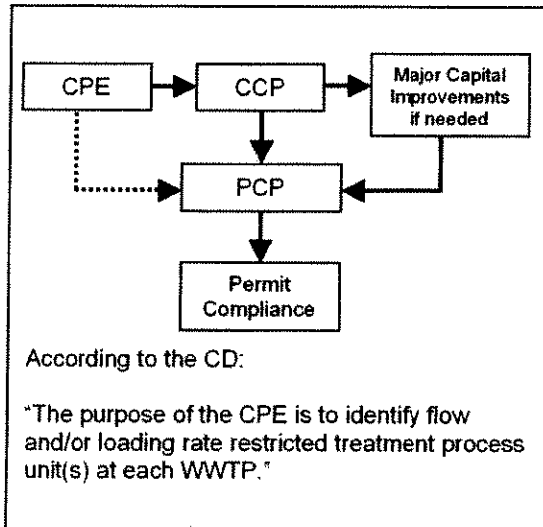 CPE
CCP
Major Capital
Improvements
if needed
PCP
Permit
Compliance
According to the CD:
"The purpose of the CPE is to identify flow
and/or loading rate restricted treatment process
unit(s) at each WWTP."